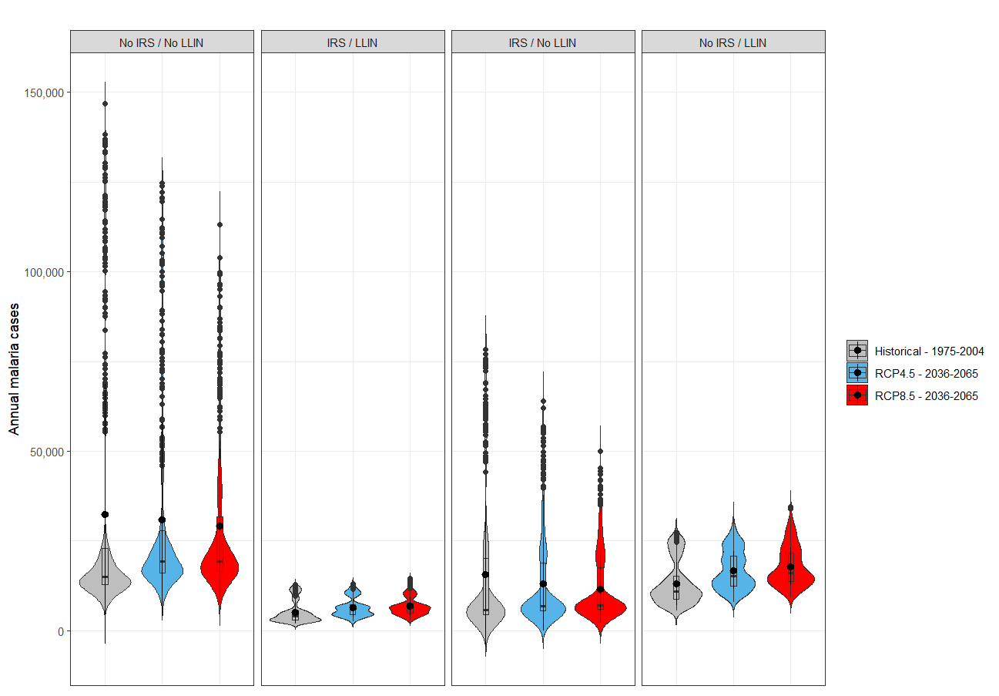 No IRS / No LLIN
IRS / LLIN
IRS / No LLIN
No IRS / LLIN
150,000
100,000
50,000
0
Annual malaria cases
Historical - 1975-2004
RCP4.5 - 2036-2065
RCP8.5 - 2036-2065